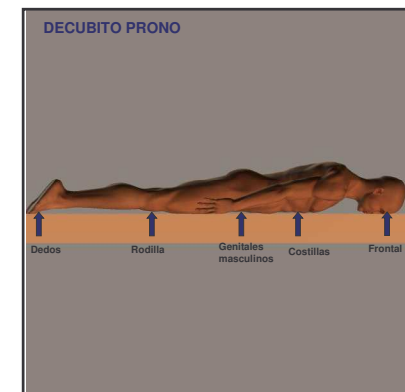 DECUBITO PRONO
Dedos
Rodilla
Genitales
masculinos
Costillas
Frontal